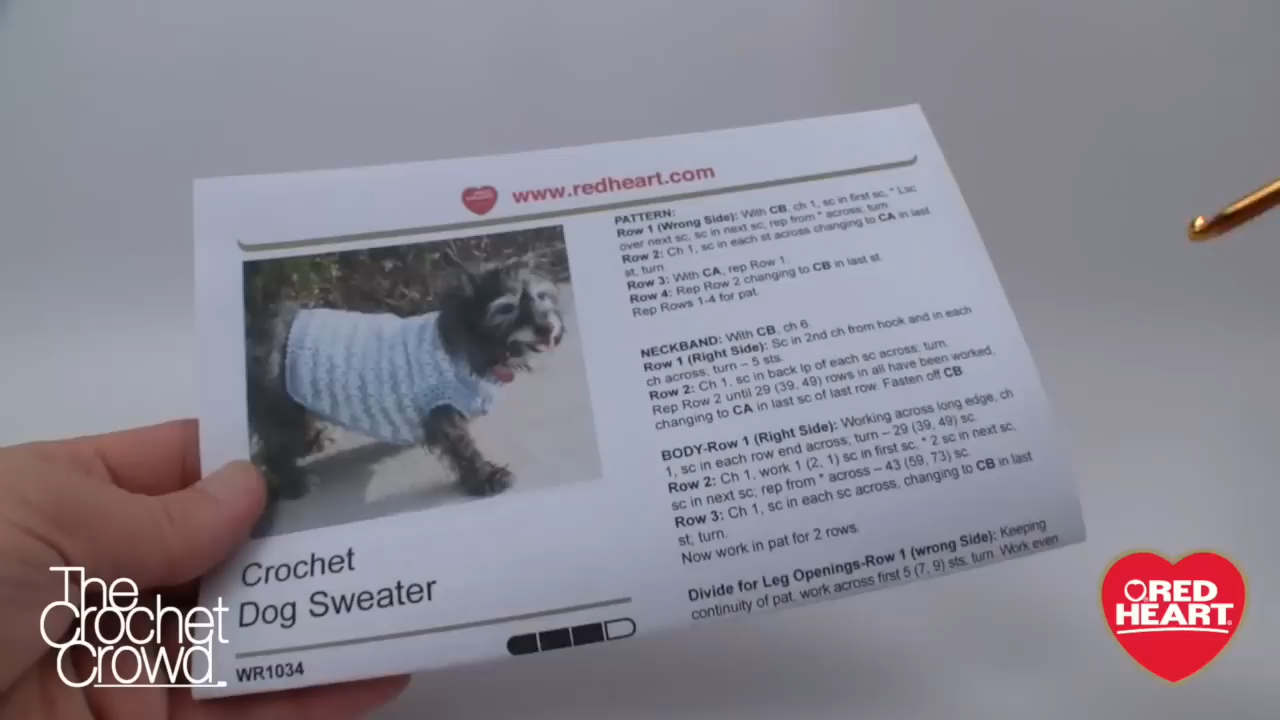 www.redheart.com
PATTERN:
Row 1 (Wrong Side): With CB, ch 1, sc in first sc, * Lsc
over next sc, sc in next sc; rep from * across; turn.
Row 2: Ch 1, sc in each st across changing to CA in last
st, turn.
Row 3: With CA, rep Row 1.
Row 4: Rep Row 2 changing to CB in last st.
Rep Rows 1-4 for pat.
NECKBAND: With CB, ch 6.
Row 1 (Right Side): Sc in 2nd ch from hook and in each
ch across, turn – 5 sts.
Row 2: Ch 1, sc in back lp of each sc across; turn.
Rep Row 2 until 29 (39, 49) rows in all have been worked,
changing to CA in last sc of last row. Fasten off CB.
BODY-Row 1 (Right Side): Working across long edge, ch
1, sc in each row end across; turn – 29 (39, 49) sc.
Row 2: Ch 1, work 1 (2, 1) sc in first sc, * 2 sc in next sc,
sc in next sc; rep from * across – 43 (59, 73) sc.
Row 3: Ch 1, sc in each sc across, changing to CB in last
st, turn.
Now work in pat for 2 rows.
Divide for Leg Openings-Row 1 (wrong Side): Keeping
continuity of pat, work across first 5 (7, 9) sts; turn. Work even
Crochet
Dog Sweater
WR1034
The
Crochet
Crowd
RED
HEART